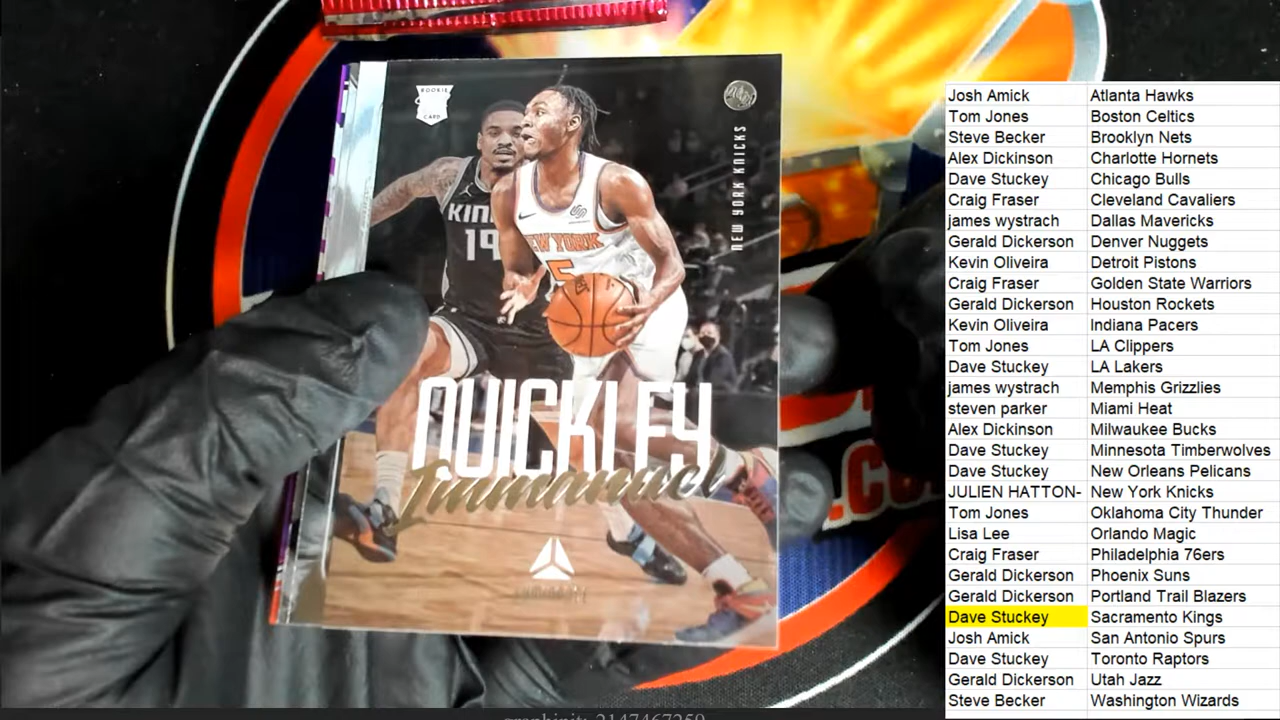 ROOKIE
CARD
NEW YORK KNICKS
KIN
19
NEW YORK
5
QUICKLEY
Immanuel
LUMINANCE
Josh Amick Atlanta Hawks
Tom Jones Boston Celtics
Steve Becker Brooklyn Nets
Alex Dickinson Charlotte Hornets
Dave Stuckey Chicago Bulls
Craig Fraser Cleveland Cavaliers
james wystrach Dallas Mavericks
Gerald Dickerson Denver Nuggets
Kevin Oliveira Detroit Pistons
Craig Fraser Golden State Warriors
Gerald Dickerson Houston Rockets
Kevin Oliveira Indiana Pacers
Tom Jones LA Clippers
Dave Stuckey LA Lakers
james wystrach Memphis Grizzlies
steven parker Miami Heat
Alex Dickinson Milwaukee Bucks
Dave Stuckey Minnesota Timberwolves
Dave Stuckey New Orleans Pelicans
JULIEN HATTON- New York Knicks
Tom Jones Oklahoma City Thunder
Lisa Lee Orlando Magic
Craig Fraser Philadelphia 76ers
Gerald Dickerson Phoenix Suns
Gerald Dickerson Portland Trail Blazers
Dave Stuckey Sacramento Kings
Josh Amick San Antonio Spurs
Dave Stuckey Toronto Raptors
Gerald Dickerson Utah Jazz
Steve Becker Washington Wizards